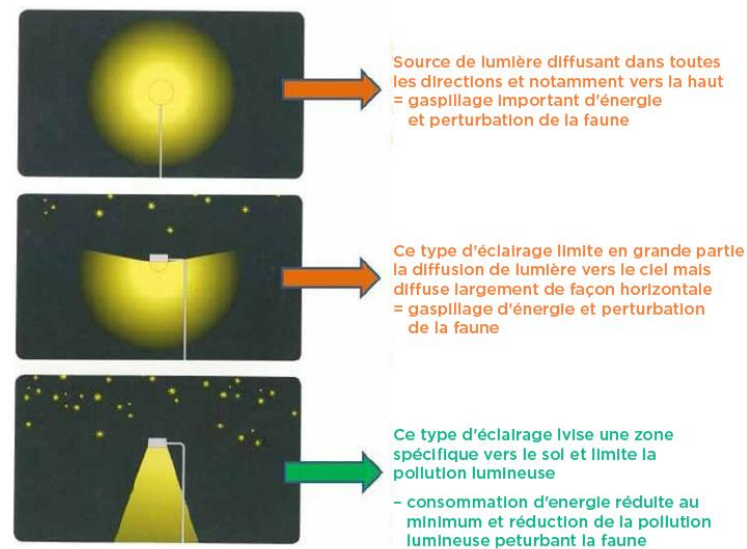 Source de lumière diffusant dans toutes
les directions et notamment vers la haut
= gaspillage important d'énergie
et perturbation de la faune
Ce type d'éclairage limite en grande partie
la diffusion de lumière vers le ciel mais
diffuse largement de façon horizontale
= gaspillage d'énergie et perturbation
de la faune
Ce type d'éclairage lvise une zone
spécifique vers le sol et limite la
pollution lumineuse
– consommation d'energie réduite au
minimum et réduction de la pollution
lumineuse peturbant la faune